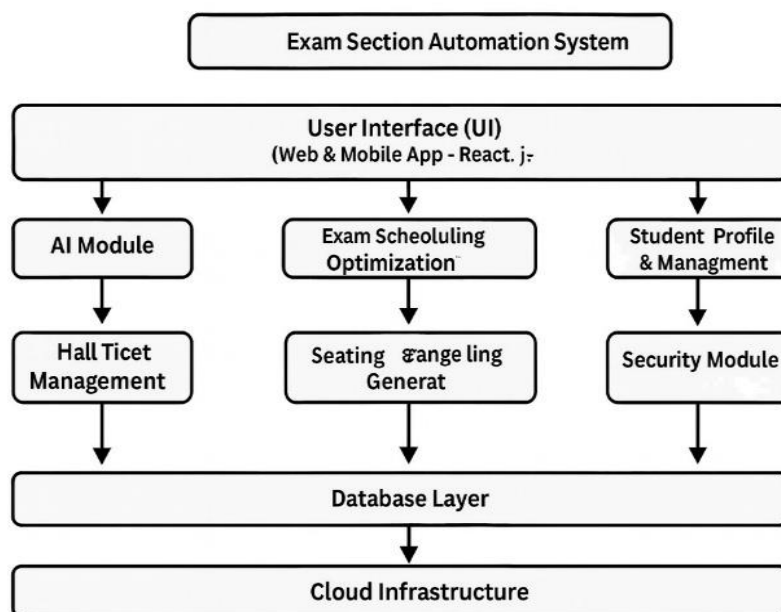 Exam Section Automation System
User Interface (UI)
(Web & Mobile App - React. j-
AI Module
Exam Scheoluling
Optimization
Student Profile
& Managment
Hall Ticet
Management
Seating ling
Generat
Security Module
Database Layer
Cloud Infrastructure